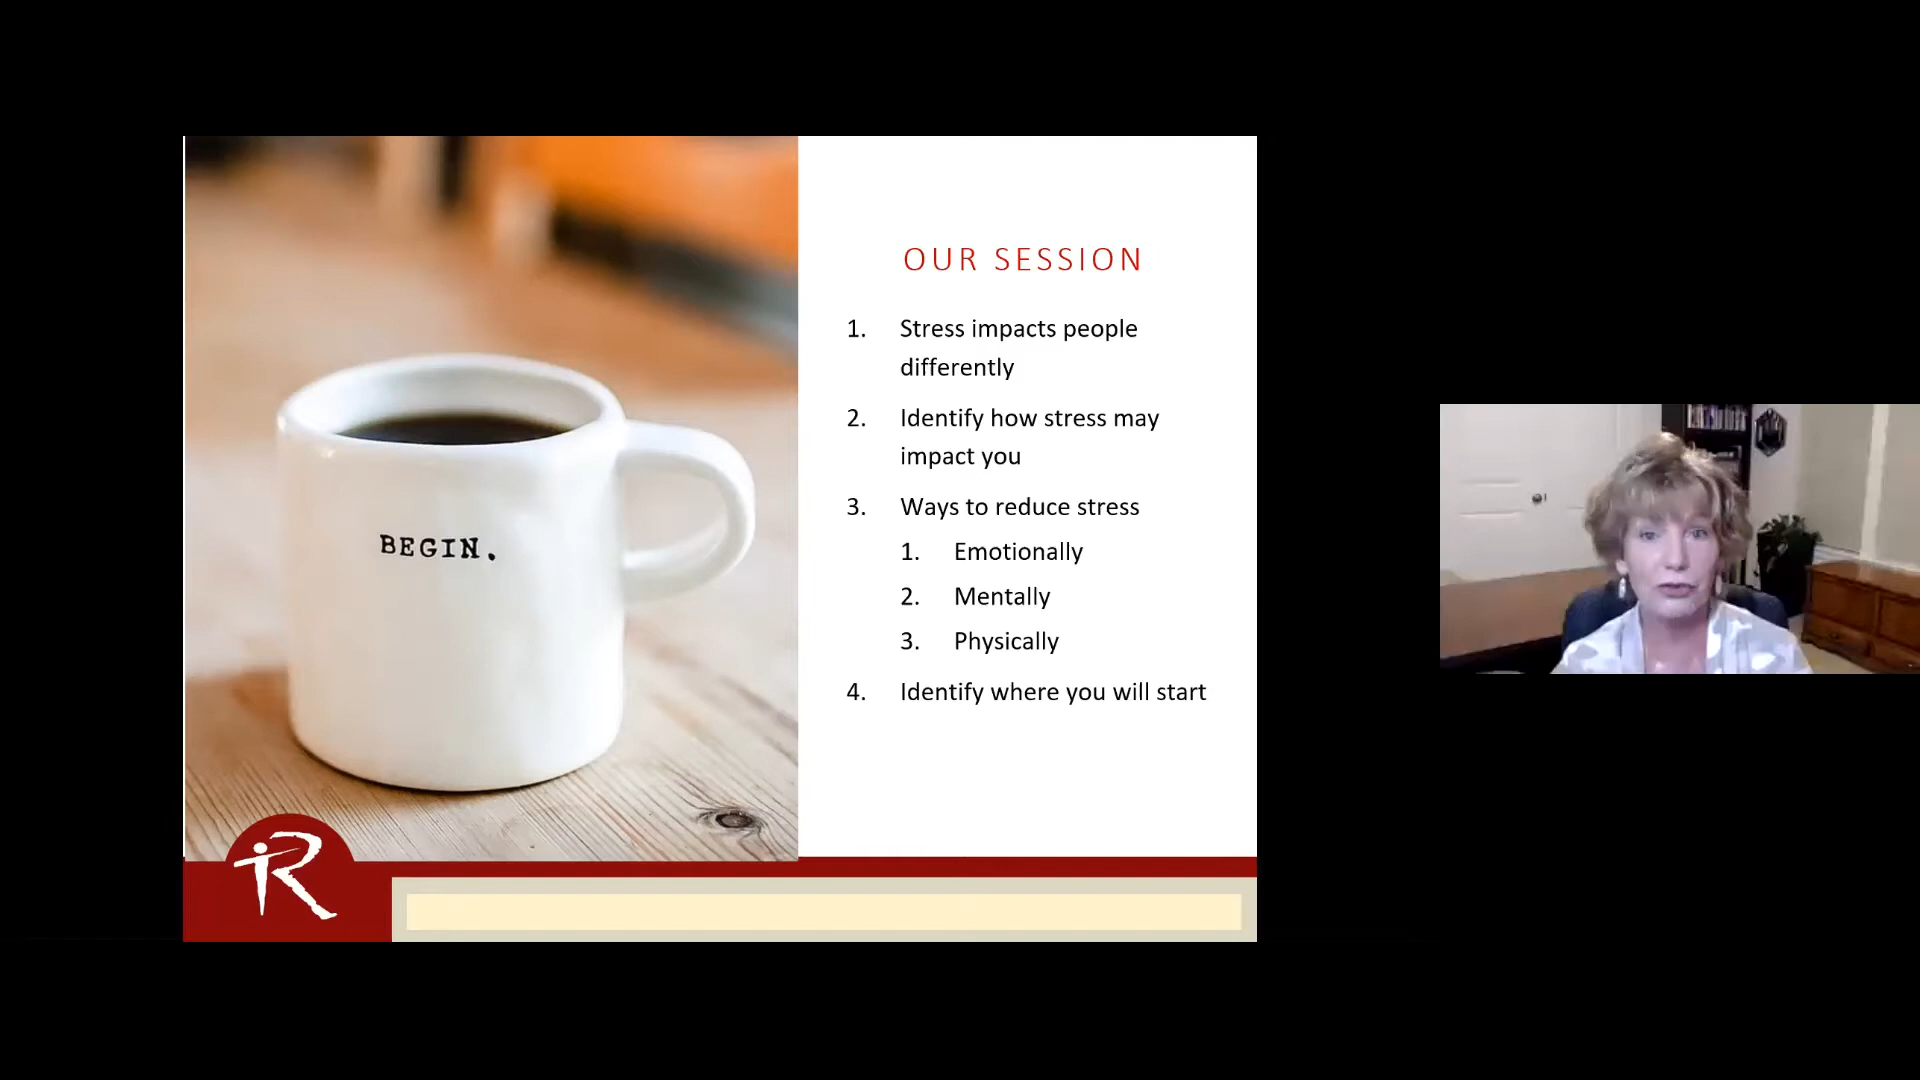 BEGIN.
OUR SESSION
1. Stress impacts people
differently
2. Identify how stress may
impact you
3. Ways to reduce stress
1. Emotionally
2. Mentally
3. Physically
4. Identify where you will start
R